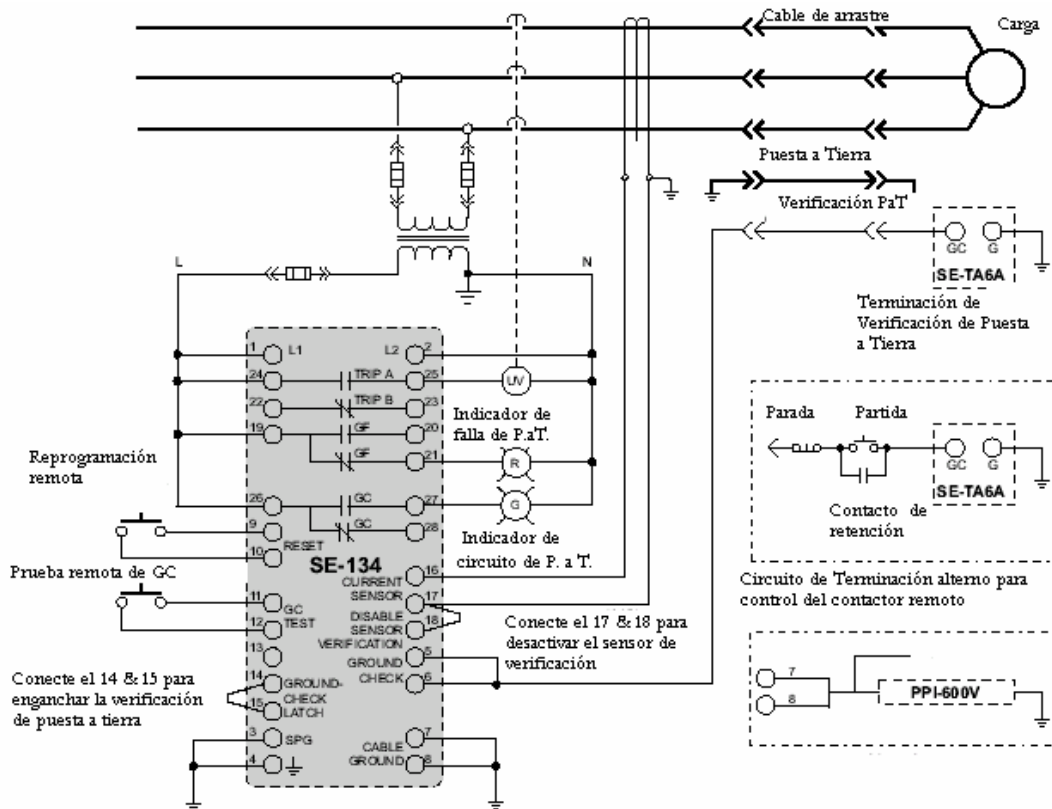 Cable de arrastre
Carga
Puesta a Tierra
Verificación PaT
GC
G
SE-TA6A
Terminación de
Verificación de Puesta
a Tierra
L
N
1
L1
L2
2
24
TRIP A
25
UV
22
TRIP B
23
Indicador de
falla de P.aT.
19
GF
20
GF
21
R
Reprogramación
remota
26
GC
27
G
GC
28
9
10
RESET
SE-134
Indicador de
circuito de P. a T.
Prueba remota de GC
11
GC
12
TEST
13
CURRENT
16
SENSOR
17
DISABLE
SENSOR
18
VERIFICATION
Conecte el 17 & 18 para
desactivar el sensor de
verificación
GROUND
5
CHECK
6
Conecte el 14 & 15 para
enganchar la verificación
de puesta a tierra
14
GROUND-
CHECK
15
LATCH
3
SPG
4
CABLE
7
GROUND
8
Parada
Partida
GC
G
SE-TA6A
Contacto de
retención
Circuito de Terminación alterno para
control del contactor remoto
7
8
PPI-600V